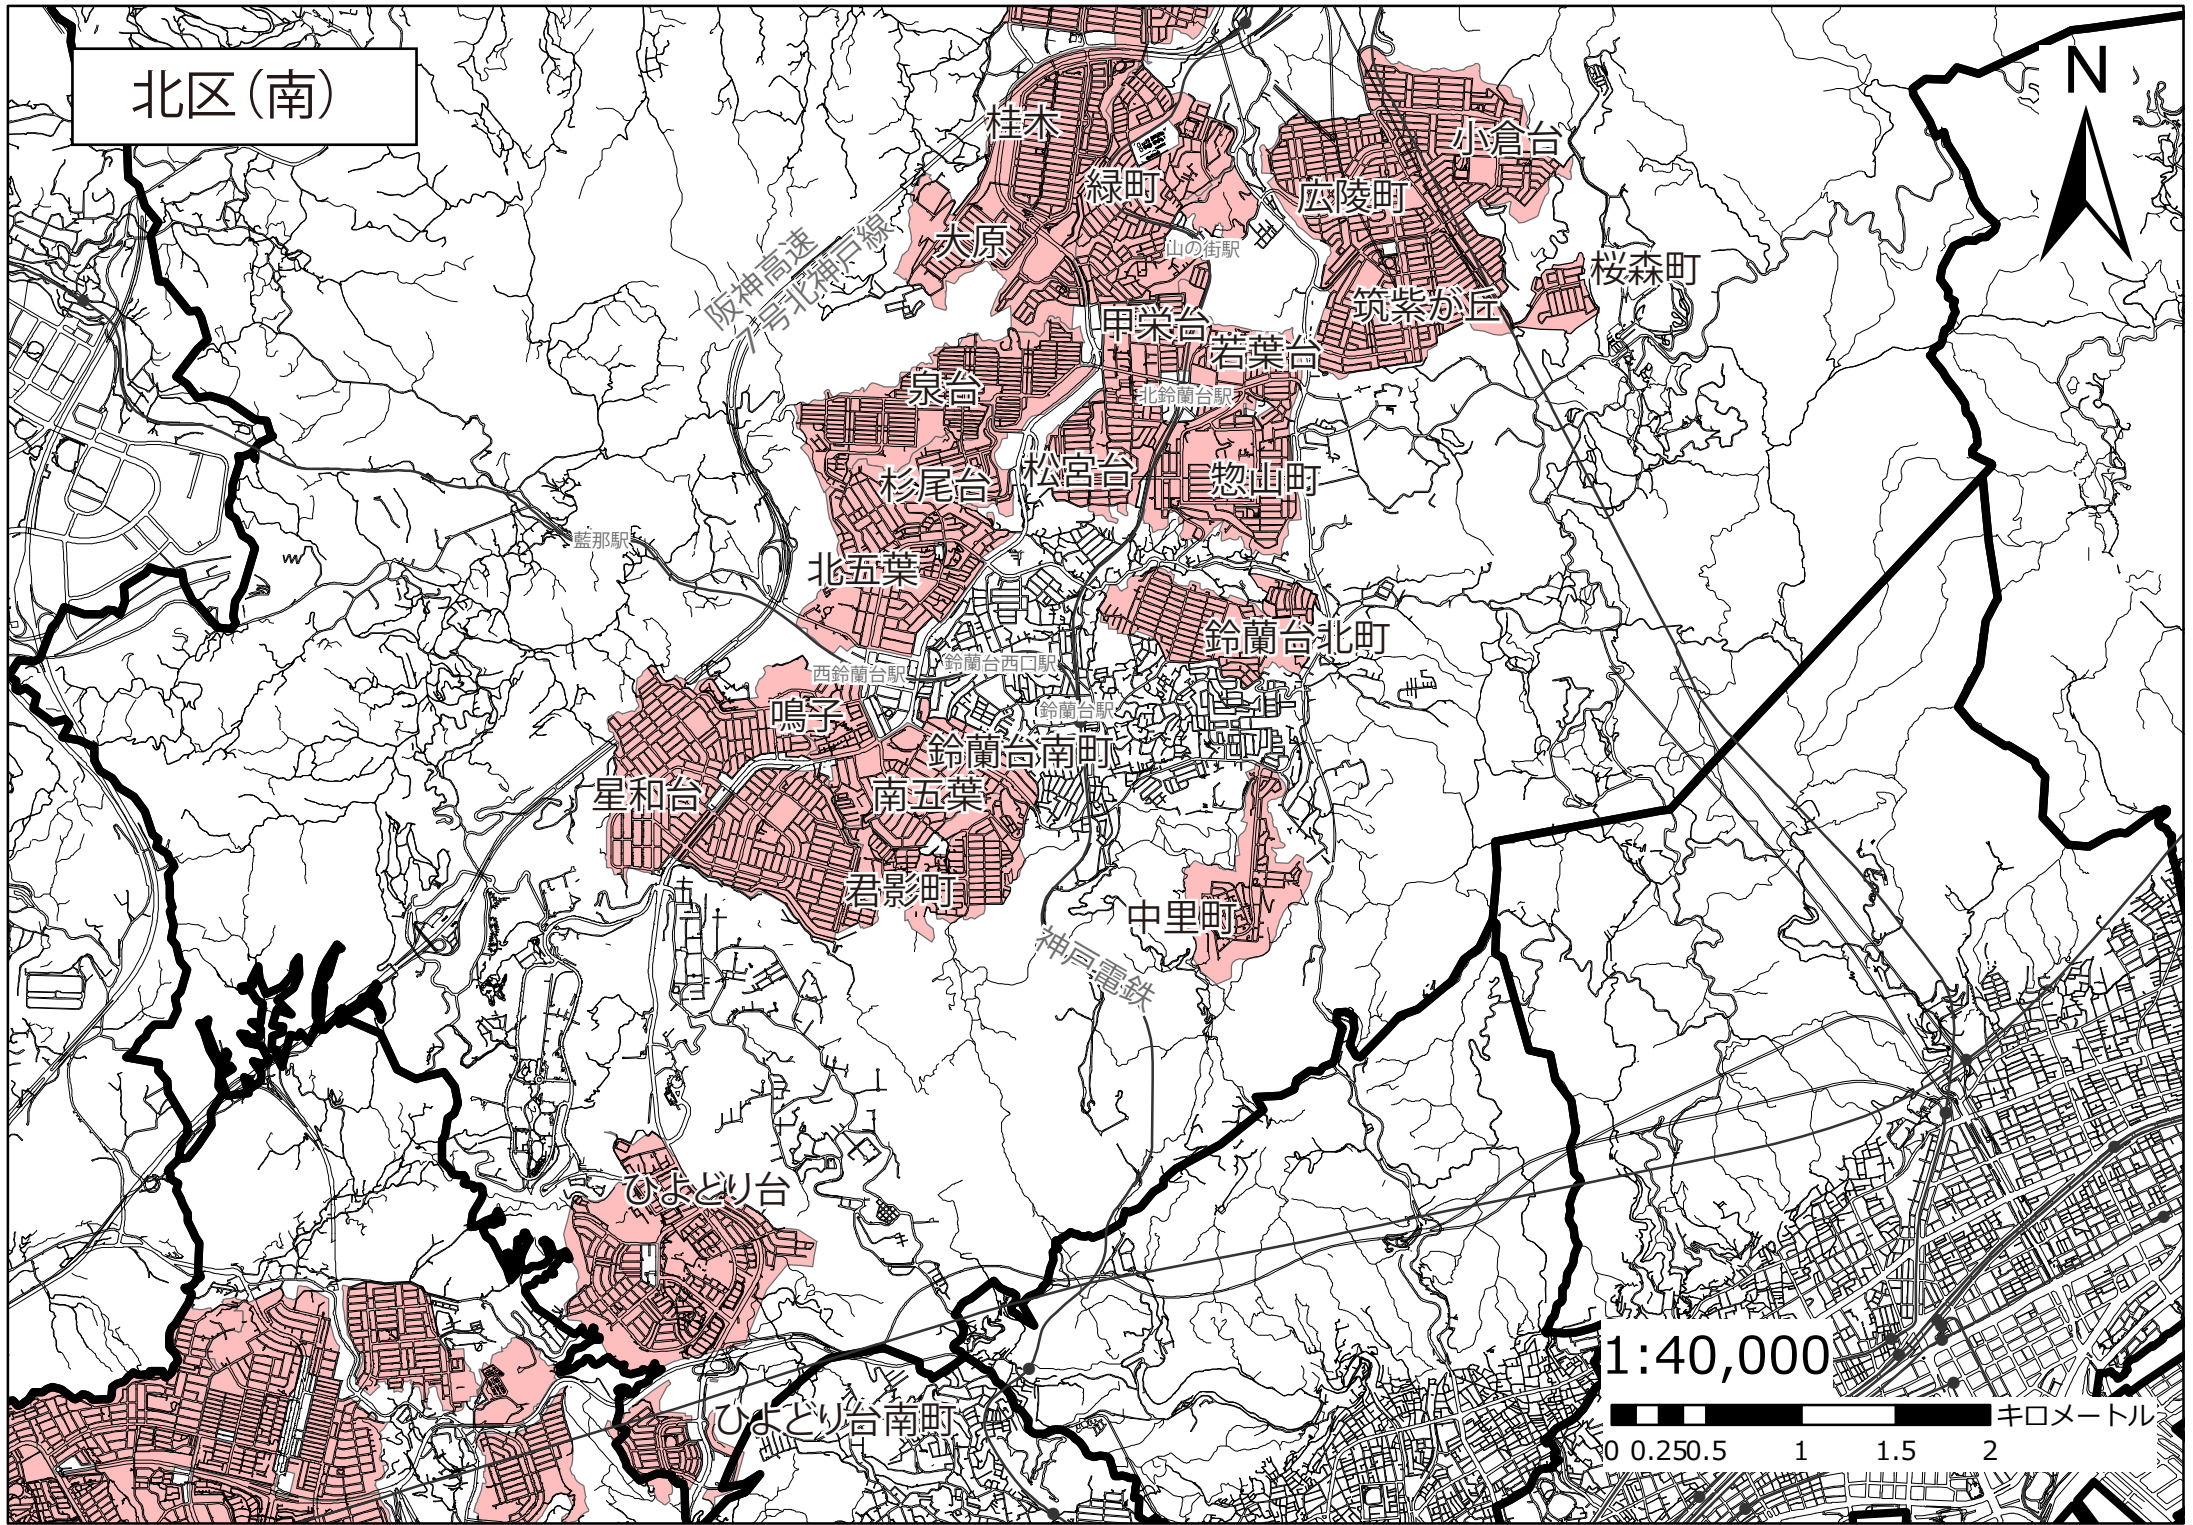 北区（南）
N
桂木
小倉台
緑町
広陵町
大原
山の街駅
阪神高速
7号北神戸線
桜森町
筑紫が丘
甲栄台
若葉台
泉台
北鈴蘭台駅
松宮台
惣山町
杉尾台
藍那駅
北五葉
鈴蘭台北町
鈴蘭台西口駅
西鈴蘭台駅
鈴蘭台駅
鳴子
鈴蘭台南町
星和台
南五葉
君影町
中里町
神戸電鉄
ひよどり台
1:40,000
ひよどり台南町
キロメートル
0 0.25 0.5 1 1.5 2